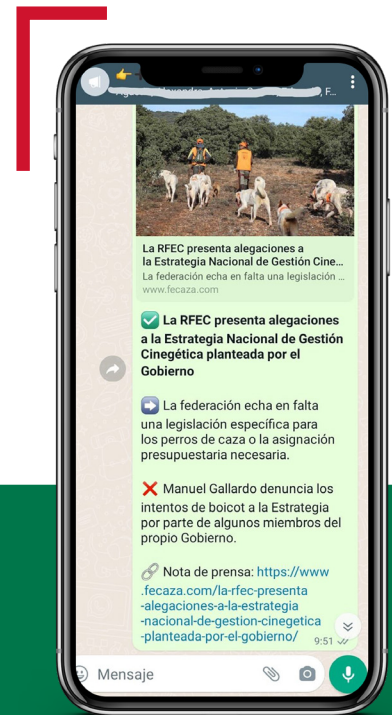 , F...
La RFEC presenta alegaciones a
la Estrategia Nacional de Gestión Cine...
La federación echa en falta una legislación ...
www.fecaza.com
La RFEC presenta alegaciones
a la Estrategia Nacional de Gestión
Cinegética planteada por el
Gobierno
La federación echa en falta
una legislación específica para
los perros de caza o la asignación
presupuestaria necesaria.
Manuel Gallardo denuncia los
intentos de boicot a la Estrategia
por parte de algunos miembros del
propio Gobierno.
Nota de prensa: https://www
.fecaza.com/la-rfec-presenta
-alegaciones-a-la-estrategia
-nacional-de-gestion-cinegetica
-planteada-por-el-gobierno/
9:51
Mensaje